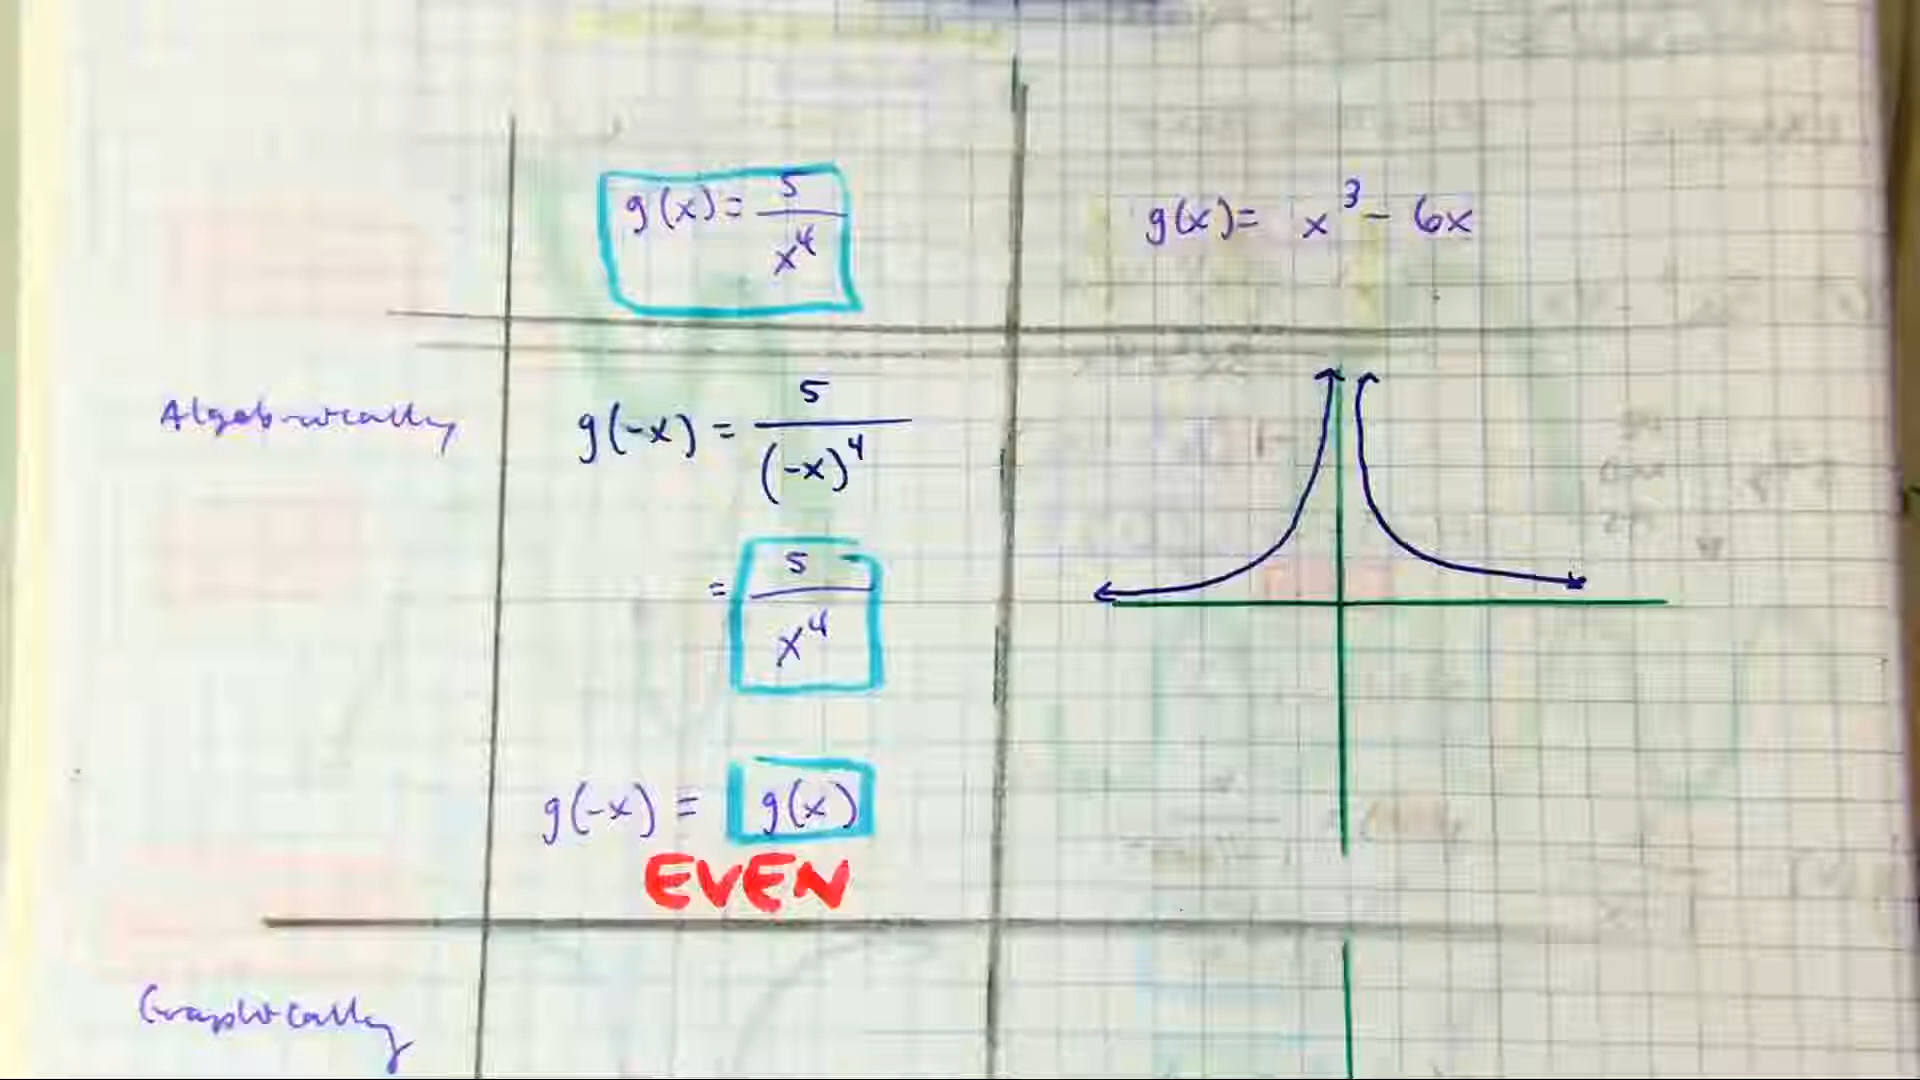 g(x) = 5/x⁴
g(x) = x³ - 6x
Algebraically
g(-x) = 5/(-x)⁴
= 5/x⁴
g(-x) = g(x)
EVEN
Graphically